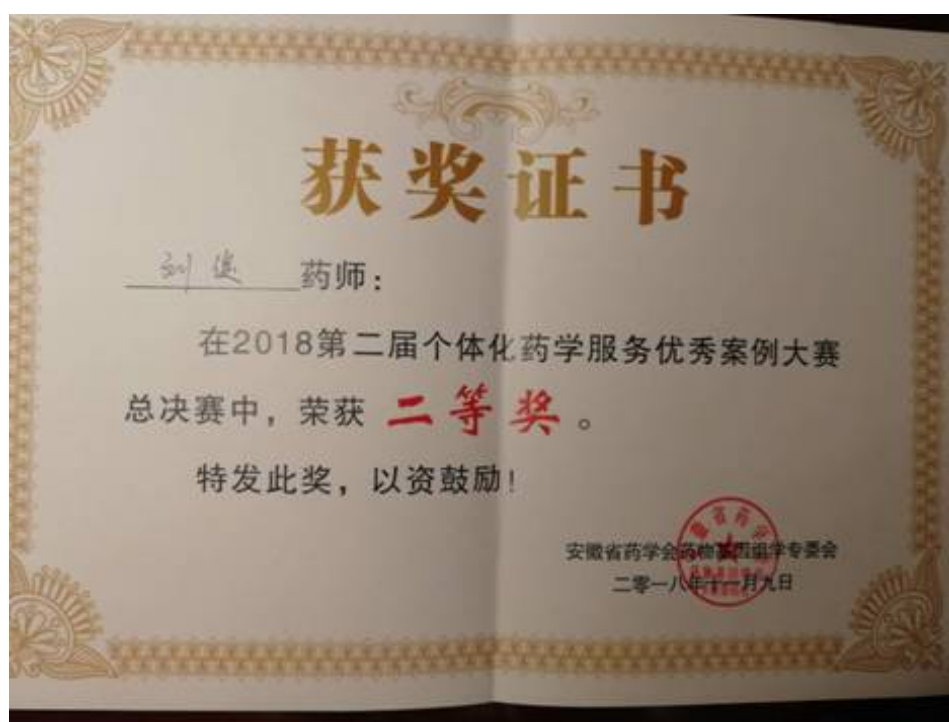 获奖证书
刘 药师：
在2018第二届个体化药学服务优秀案例大赛
总决赛中，荣获 二等奖。
特发此奖，以资鼓励！
安徽省药学会药物基因组学专委会
二零一八年十一月九日